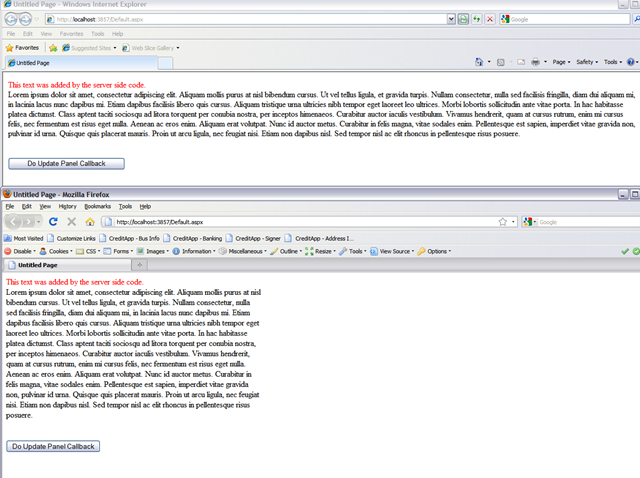 Untitled Page - Windows Internet Explorer
http://localhost:3857/Default.aspx
Google
File Edit View Favorites Tools Help
Favorites Suggested Sites Web Slice Gallery
Untitled Page Page Safety Tools
This text was added by the server side code.
Lorem ipsum dolor sit amet, consectetur adipiscing elit. Aliquam mollis purus at nisl bibendum cursus. Ut vel tellus ligula, et gravida turpis. Nullam consectetur, nulla sed facilisis fringilla, diam dui aliquam mi,
in lacinia lacus nunc dapibus mi. Etiam dapibus facilisis libero quis cursus. Aliquam tristique urna ultricies nibh tempor eget laoreet leo ultrices. Morbi lobortis sollicitudin ante vitae porta. In hac habitasse
platea dictumst. Class aptent taciti sociosqu ad litora torquent per conubia nostra, per inceptos himenaeos. Curabitur auctor iaculis vestibulum. Vivamus hendrerit, quam at cursus rutrum, enim mi cursus
felis, nec fermentum est risus eget nulla. Aenean ac eros enim. Aliquam erat volutpat. Nunc id auctor metus. Curabitur in felis magna, vitae sodales enim. Pellentesque est sapien, imperdiet vitae gravida non,
pulvinar id urna. Quisque quis placerat mauris. Proin ut arcu ligula, nec feugiat nisi. Etiam non dapibus nisl. Sed tempor nisl ac elit rhoncus in pellentesque risus posuere.
Do Update Panel Callback
Untitled Page - Mozilla Firefox
File Edit View History Bookmarks Tools Help
http://localhost:3857/Default.aspx
Google
Most Visited Customize Links CreditApp - Bus Info CreditApp - Banking CreditApp - Signer CreditApp - Address I...
Disable Cookies CSS Forms Images Information Miscellaneous Outline Resize Tools View Source Options
Untitled Page
This text was added by the server side code.
Lorem ipsum dolor sit amet, consectetur adipiscing elit. Aliquam mollis purus at nisl
bibendum cursus. Ut vel tellus ligula, et gravida turpis. Nullam consectetur, nulla
sed facilisis fringilla, diam dui aliquam mi, in lacinia lacus nunc dapibus mi. Etiam
dapibus facilisis libero quis cursus. Aliquam tristique urna ultricies nibh tempor eget
laoreet leo ultrices. Morbi lobortis sollicitudin ante vitae porta. In hac habitasse
platea dictumst. Class aptent taciti sociosqu ad litora torquent per conubia nostra,
per inceptos himenaeos. Curabitur auctor iaculis vestibulum. Vivamus hendrerit,
quam at cursus rutrum, enim mi cursus felis, nec fermentum est risus eget nulla.
Aenean ac eros enim. Aliquam erat volutpat. Nunc id auctor metus. Curabitur in
felis magna, vitae sodales enim. Pellentesque est sapien, imperdiet vitae gravida
non, pulvinar id urna. Quisque quis placerat mauris. Proin ut arcu ligula, nec feugiat
nisi. Etiam non dapibus nisl. Sed tempor nisl ac elit rhoncus in pellentesque risus
posuere.
Do Update Panel Callback